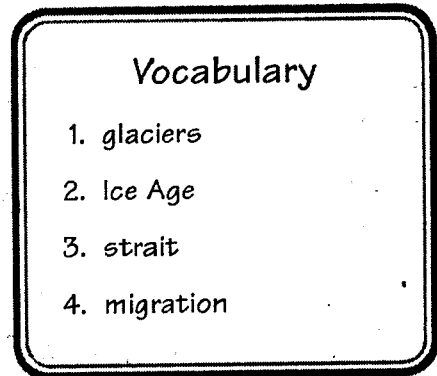 Vocabulary
1. glaciers
2. Ice Age
3. strait
4. migration